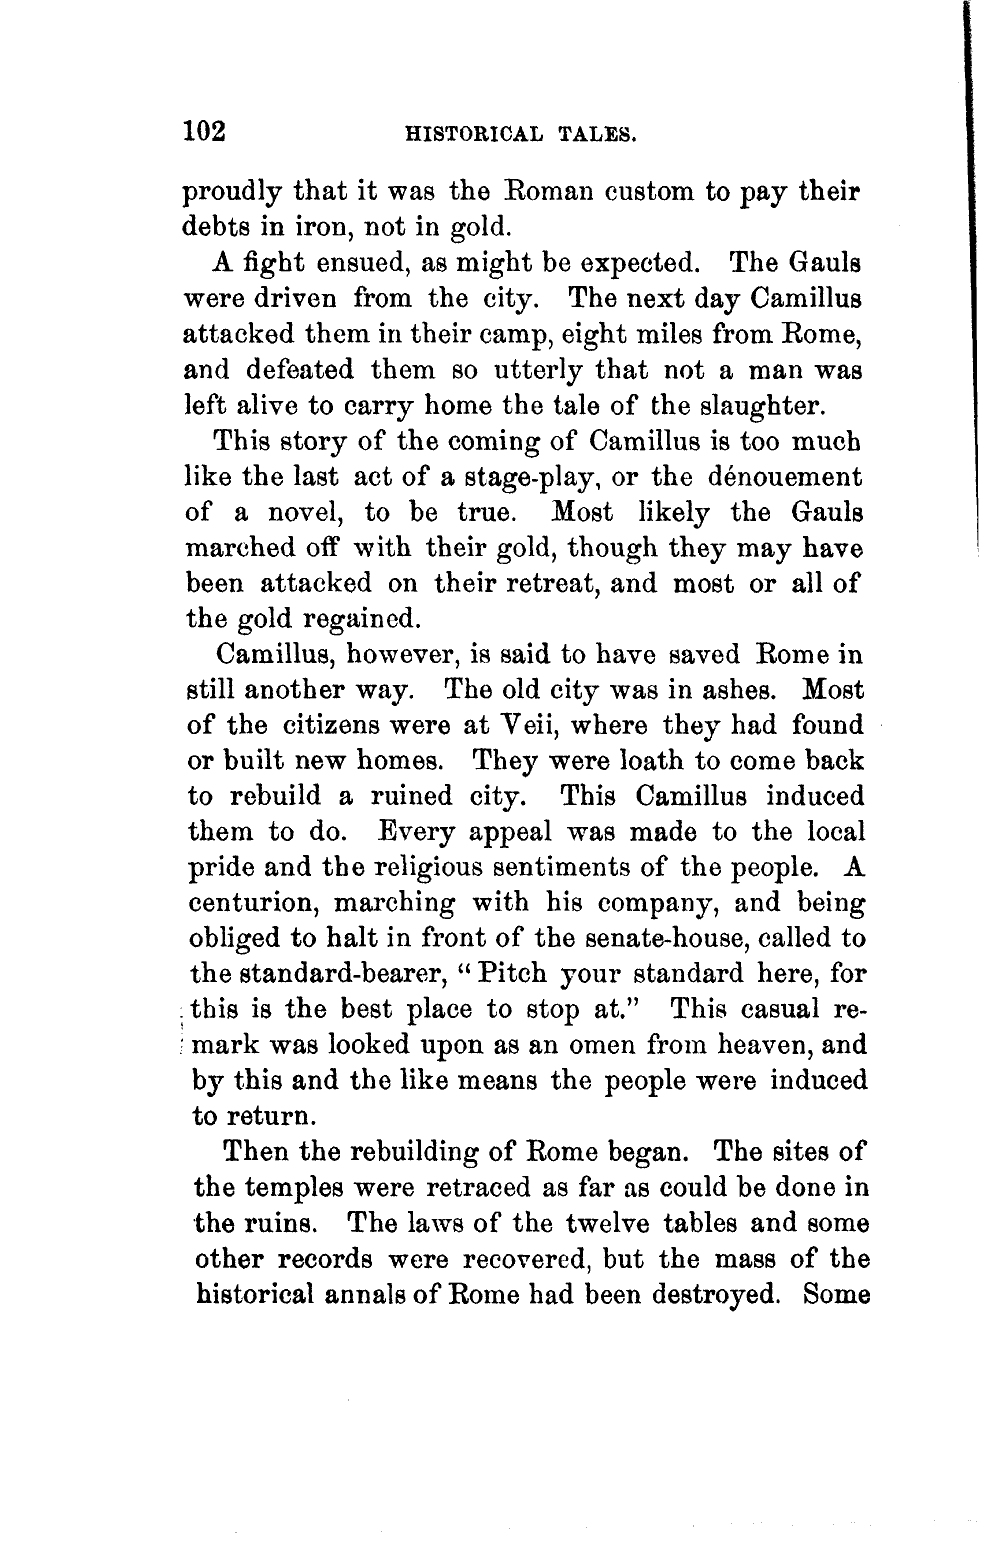 102 HISTORICAL TALES.
proudly that it was the Roman custom to pay their
debts in iron, not in gold.
A fight ensued, as might be expected. The Gauls
were driven from the city. The next day Camillus
attacked them in their camp, eight miles from Rome,
and defeated them so utterly that not a man was
left alive to carry home the tale of the slaughter.
This story of the coming of Camillus is too much
like the last act of a stage-play, or the dénouement
of a novel, to be true. Most likely the Gauls
marched off with their gold, though they may have
been attacked on their retreat, and most or all of
the gold regained.
Camillus, however, is said to have saved Rome in
still another way. The old city was in ashes. Most
of the citizens were at Veii, where they had found
or built new homes. They were loath to come back
to rebuild a ruined city. This Camillus induced
them to do. Every appeal was made to the local
pride and the religious sentiments of the people. A
centurion, marching with his company, and being
obliged to halt in front of the senate-house, called to
the standard-bearer, “Pitch your standard here, for
this is the best place to stop at.” This casual re-
mark was looked upon as an omen from heaven, and
by this and the like means the people were induced
to return.
Then the rebuilding of Rome began. The sites of
the temples were retraced as far as could be done in
the ruins. The laws of the twelve tables and some
other records were recovered, but the mass of the
historical annals of Rome had been destroyed. Some